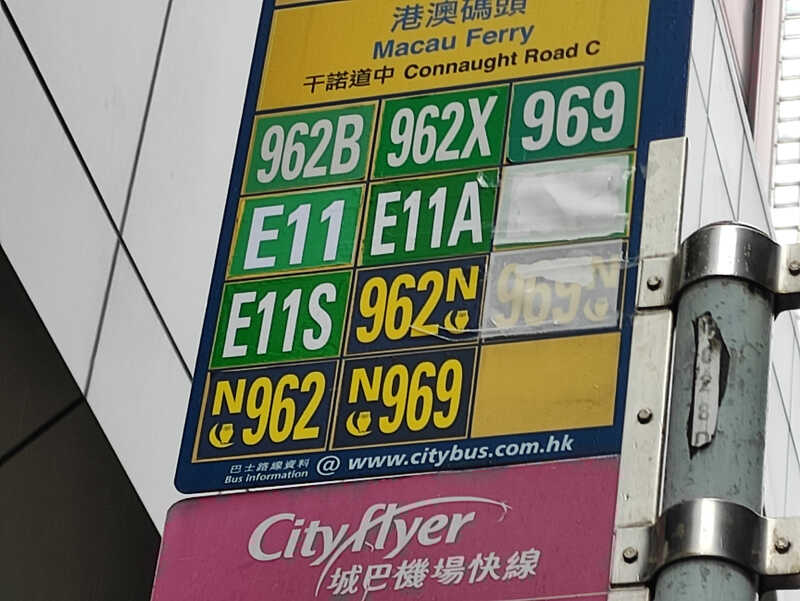 港澳碼頭
Macau Ferry
干諾道中 Connaught Road C
962B 962X 969
E11 E11A
E11S 962N 969N
N962 N969
巴士路線資料
Bus information @ www.citybus.com.hk
Cityflyer
城巴機場快線